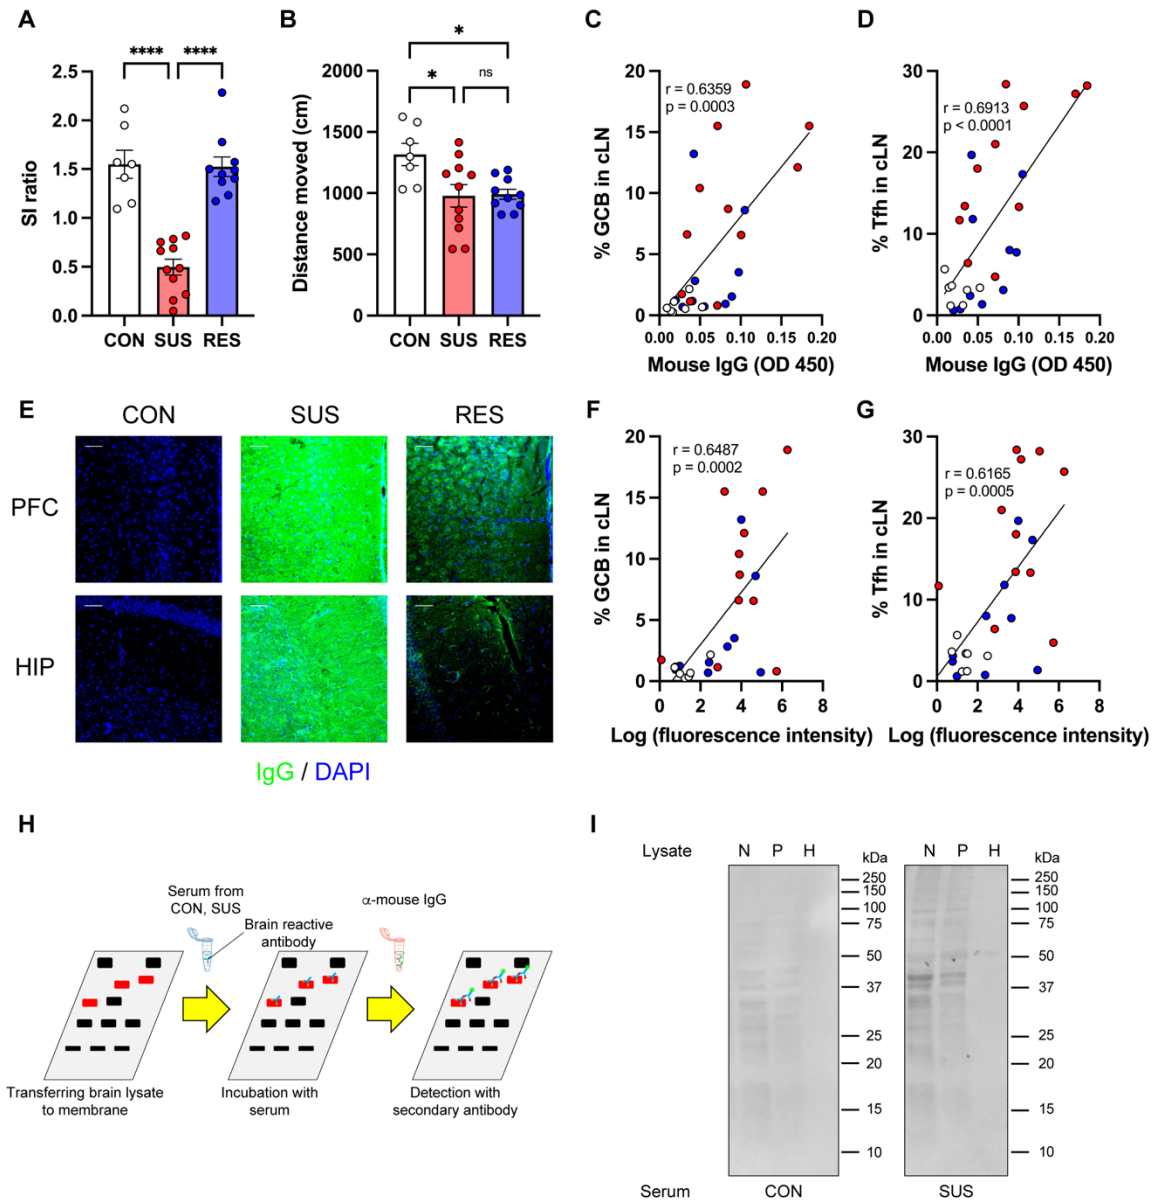 A
B
C
D
SI ratio
2.5
2.0
1.5
1.0
0.5
0.0
****
****
CON
SUS
RES
Distance moved (cm)
2000
1500
1000
500
0
*
*
ns
CON
SUS
RES
% GCB in cLN
20
15
10
5
0
r = 0.6359
p = 0.0003
0.00
0.05
0.10
0.15
0.20
Mouse IgG (OD 450)
% Tfh in cLN
30
20
10
0
r = 0.6913
p < 0.0001
0.00
0.05
0.10
0.15
0.20
Mouse IgG (OD 450)
E
CON
SUS
RES
PFC
HIP
IgG / DAPI
F
% GCB in cLN
20
15
10
5
0
r = 0.6487
p = 0.0002
0
2
4
6
8
Log (fluorescence intensity)
G
% Tfh in cLN
30
20
10
0
r = 0.6165
p = 0.0005
0
2
4
6
8
Log (fluorescence intensity)
H
Serum from
CON, SUS
Brain reactive
antibody
α-mouse IgG
Transferring brain lysate
to membrane
Incubation with
serum
Detection with
secondary antibody
I
Lysate
N
P
H
kDa
250
150
100
75
50
37
25
20
15
10
N
P
H
kDa
250
150
100
75
50
37
25
20
15
10
Serum
CON
SUS